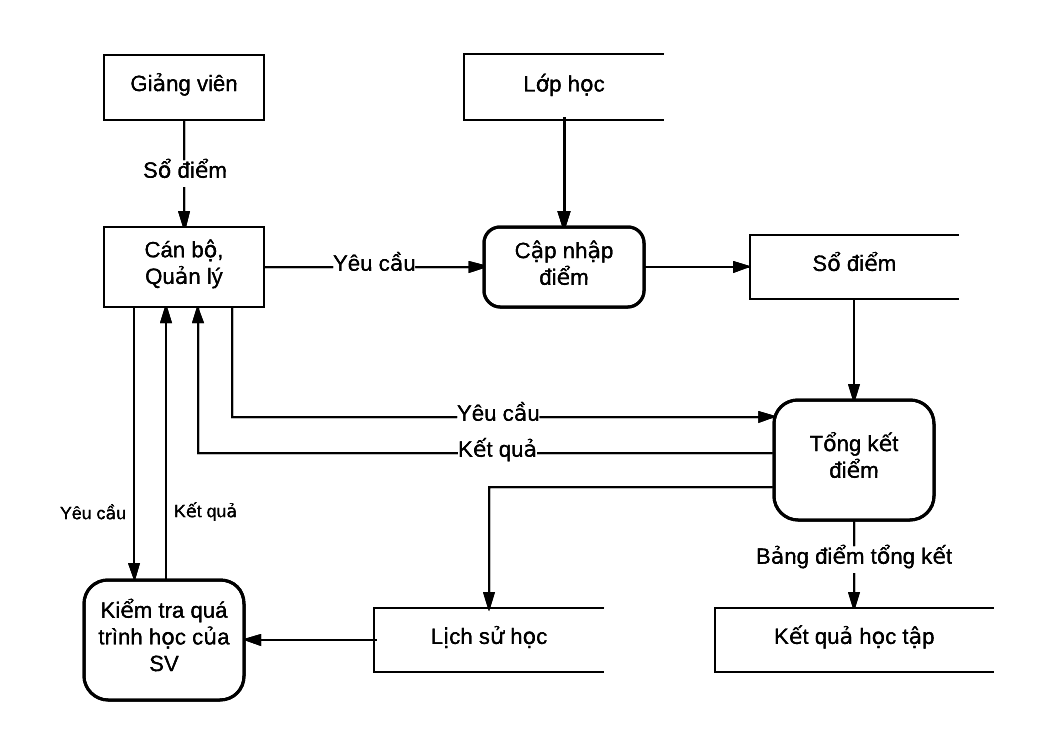 Giảng viên
Lớp học
Sổ điểm
Cán bộ,
Quản lý
Yêu cầu
Cập nhập
điểm
Sổ điểm
Yêu cầu
Kết quả
Tổng kết
điểm
Yêu cầu
Kết quả
Bảng điểm tổng kết
Kiểm tra quá
trình học của
SV
Lịch sử học
Kết quả học tập